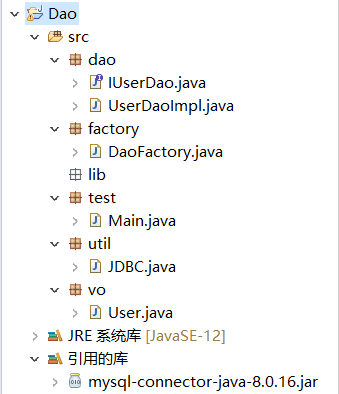 Dao
src
dao
IUserDao.java
UserDaoImpl.java
factory
DaoFactory.java
lib
test
Main.java
util
JDBC.java
vo
User.java
JRE 系统库 [JavaSE-12]
引用的库
mysql-connector-java-8.0.16.jar